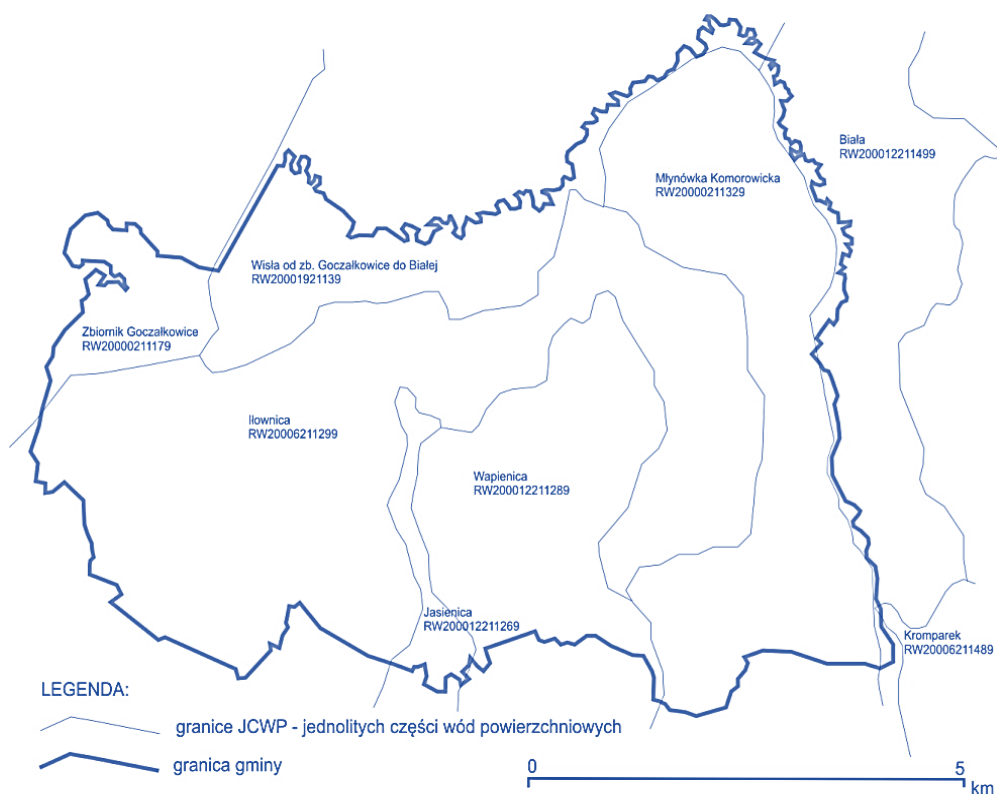 Biała
RW200012211499
Młynówka Komorowicka
RW20000211329
Wisła od zb. Goczałkowice do Białej
RW20001921139
Zbiornik Goczałkowice
RW20000211179
Iłownica
RW20006211299
Wapienica
RW200012211289
Jasienica
RW200012211269
Kromparek
RW20006211489
LEGENDA:
granice JCWP - jednolitych części wód powierzchniowych
granica gminy
0 5
km